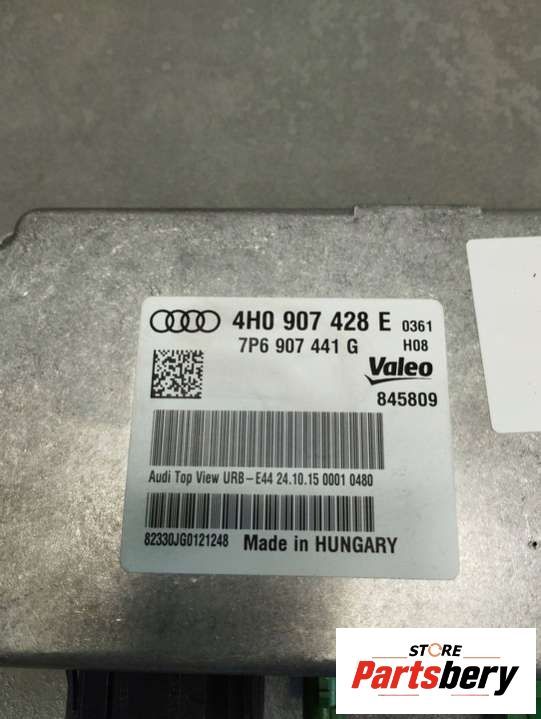 4H0 907 428 E 0361
7P6 907 441 G H08
Valeo
845809
Audi Top View URB-E44 24.10.15 0001 0480
82330JG0121248 Made in HUNGARY
STORE
Partsbery